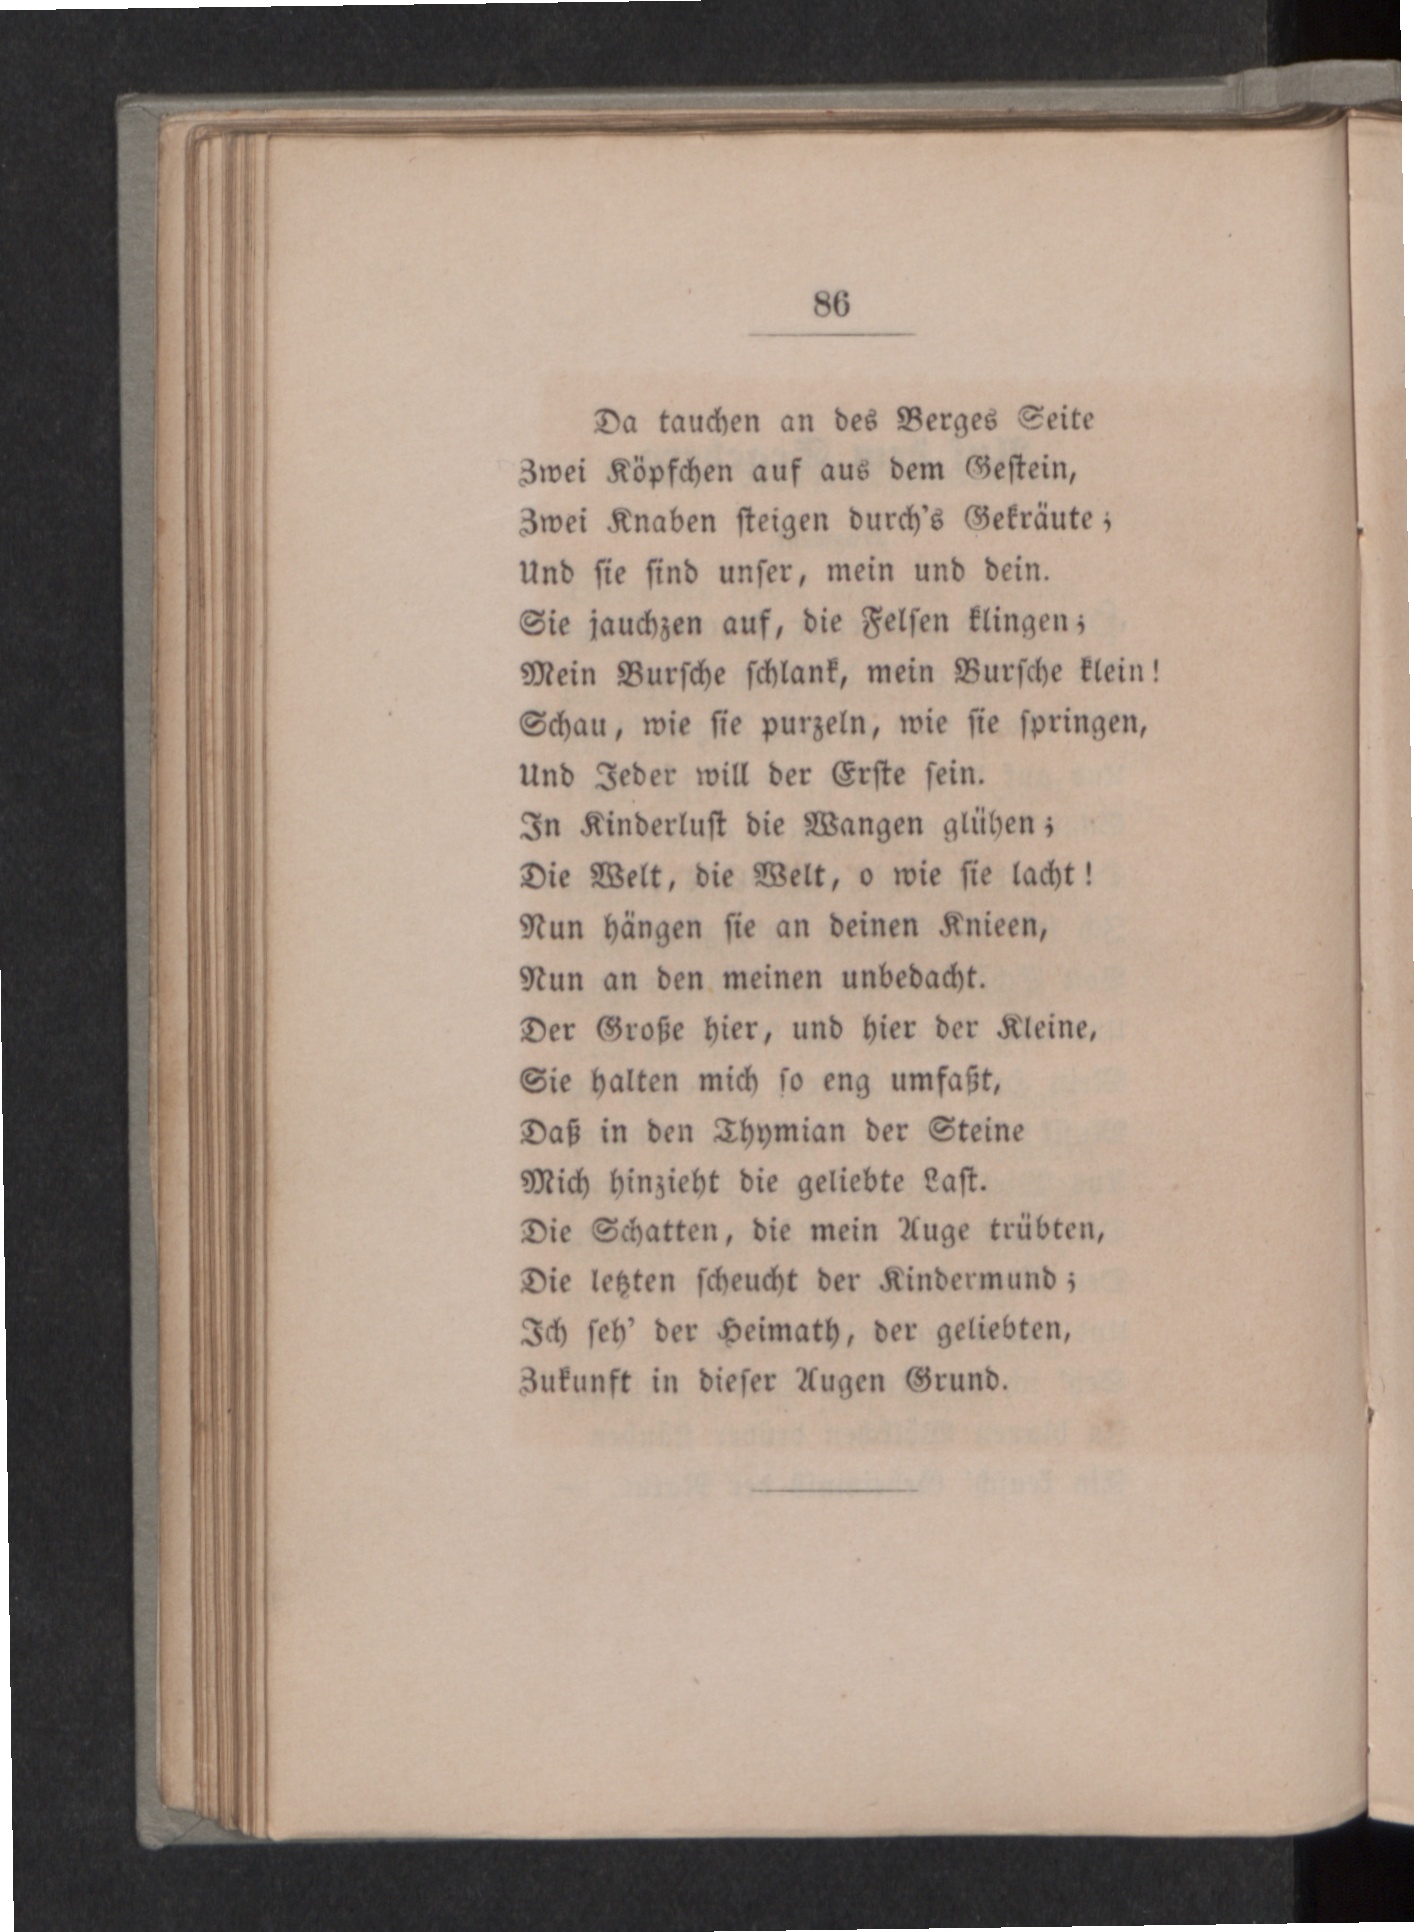 86
Da tauchen an des Berges Seite
Zwei Köpfchen auf aus dem Geſtein,
Zwei Knaben ſteigen durch's Gekräute;
Und ſie ſind unſer, mein und dein.
Sie jauchzen auf, die Felſen klingen;
Mein Burſche ſchlank, mein Burſche klein!
Schau, wie ſie purzeln, wie ſie ſpringen,
Und Jeder will der Erſte ſein.
In Kinderluſt die Wangen glühen;
Die Welt, die Welt, o wie ſie lacht!
Nun hängen ſie an deinen Knieen,
Nun an den meinen unbedacht.
Der Große hier, und hier der Kleine,
Sie halten mich ſo eng umfaßt,
Daß in den Thymian der Steine
Mich hinzieht die geliebte Laſt.
Die Schatten, die mein Auge trübten,
Die letzten ſcheucht der Kindermund;
Ich ſeh' der Heimath, der geliebten,
Zukunft in dieſer Augen Grund.